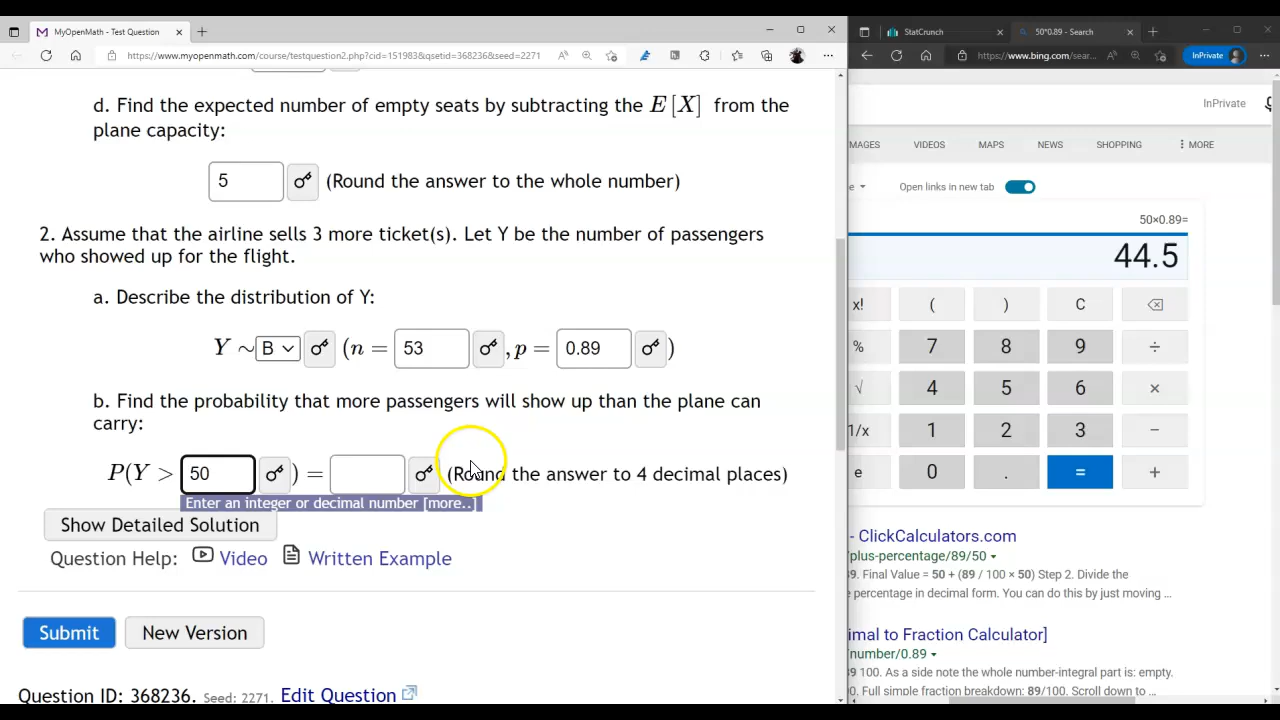 MyOpenMath - Test Question
https://www.myopenmath.com/course/testquestion2.php?cid=151983&qsetid=368236&seed=2271
StatCrunch
50*0.89 - Search
https://www.bing.com/sear...
InPrivate
d. Find the expected number of empty seats by subtracting the E[X] from the
plane capacity:
5 (Round the answer to the whole number)
2. Assume that the airline sells 3 more ticket(s). Let Y be the number of passengers
who showed up for the flight.
a. Describe the distribution of Y:
Y ~ B (n = 53 , p = 0.89 )
b. Find the probability that more passengers will show up than the plane can
carry:
P(Y > 50 ) = (Round the answer to 4 decimal places)
Enter an integer or decimal number [more..]
Show Detailed Solution
Question Help: Video Written Example
Submit New Version
Question ID: 368236. Seed: 2271. Edit Question
InPrivate
MAGES VIDEOS MAPS NEWS SHOPPING MORE
e Open links in new tab
50×0.89=
44.5
x! ( ) C
% 7 8 9 ÷
√ 4 5 6 ×
1/x 1 2 3 −
e 0 . = +
- ClickCalculators.com
/plus-percentage/89/50
09. Final Value = 50 + (89 / 100 × 50) Step 2. Divide the
e percentage in decimal form. You can do this by just moving ...
imal to Fraction Calculator]
/number/0.89
89 100. As a side note the whole number-integral part is: empty.
00. Full simple fraction breakdown: 89/100. Scroll down to ...